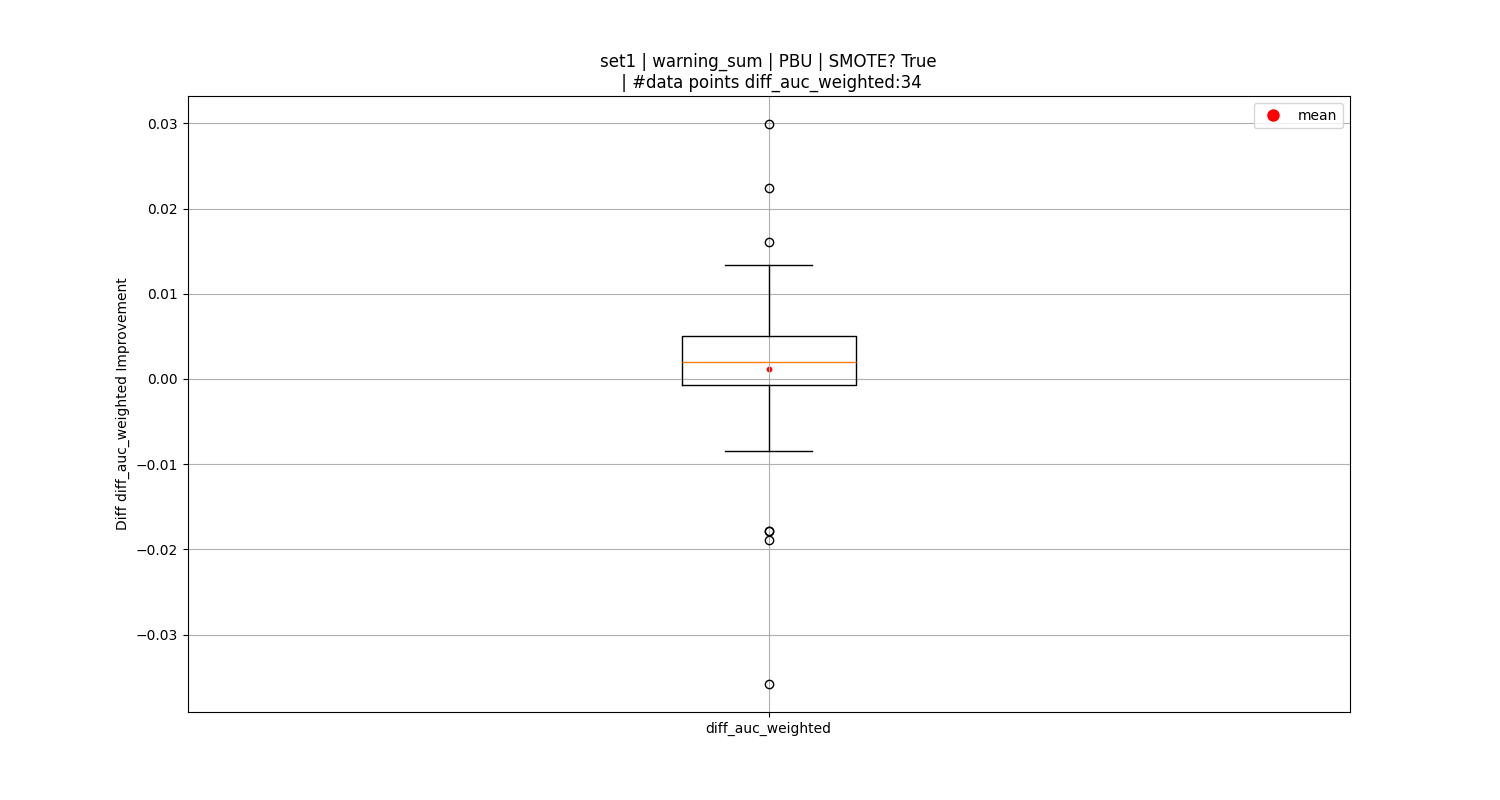 set1 | warning_sum | PBU | SMOTE? True
| #data points diff_auc_weighted:34
mean
0.03
0.02
0.01
0.00
−0.01
−0.02
−0.03
Diff diff_auc_weighted Improvement
diff_auc_weighted